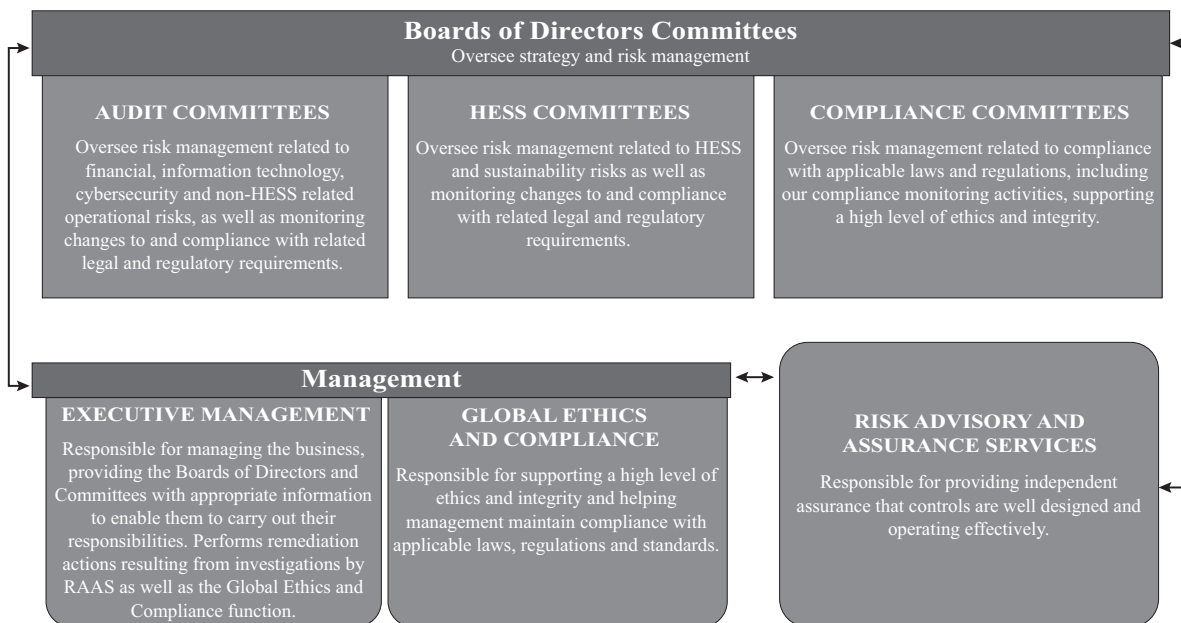 Boards of Directors Committees
Oversee strategy and risk management
AUDIT COMMITTEES
Oversee risk management related to
financial, information technology,
cybersecurity and non-HESS related
operational risks, as well as monitoring
changes to and compliance with related
legal and regulatory requirements.
HESS COMMITTEES
Oversee risk management related to HESS
and sustainability risks as well as
monitoring changes to and compliance
with related legal and regulatory
requirements.
COMPLIANCE COMMITTEES
Oversee risk management related to compliance
with applicable laws and regulations, including
our compliance monitoring activities, supporting
a high level of ethics and integrity.
Management
EXECUTIVE MANAGEMENT
Responsible for managing the business,
providing the Boards of Directors and
Committees with appropriate information
to enable them to carry out their
responsibilities. Performs remediation
actions resulting from investigations by
RAAS as well as the Global Ethics and
Compliance function.
GLOBAL ETHICS
AND COMPLIANCE
Responsible for supporting a high level of
ethics and integrity and helping
management maintain compliance with
applicable laws, regulations and standards.
RISK ADVISORY AND
ASSURANCE SERVICES
Responsible for providing independent
assurance that controls are well designed and
operating effectively.